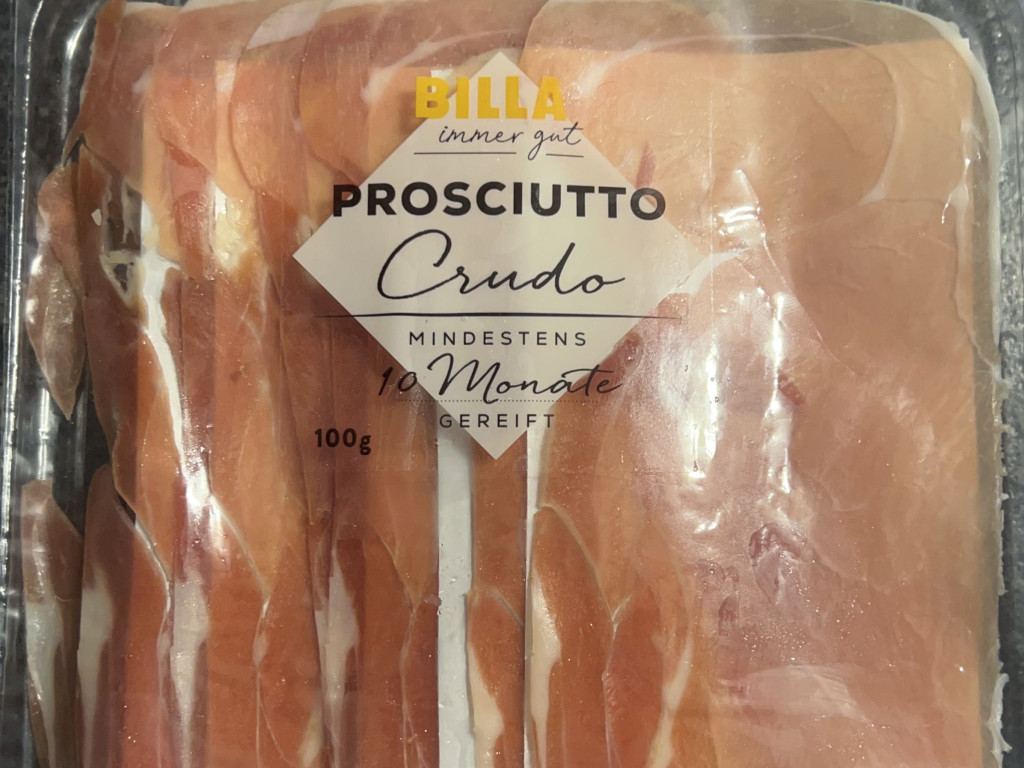 BILLA
immer gut
PROSCIUTTO
Crudo
MINDESTENS
10 Monate
GEREIFT
100g